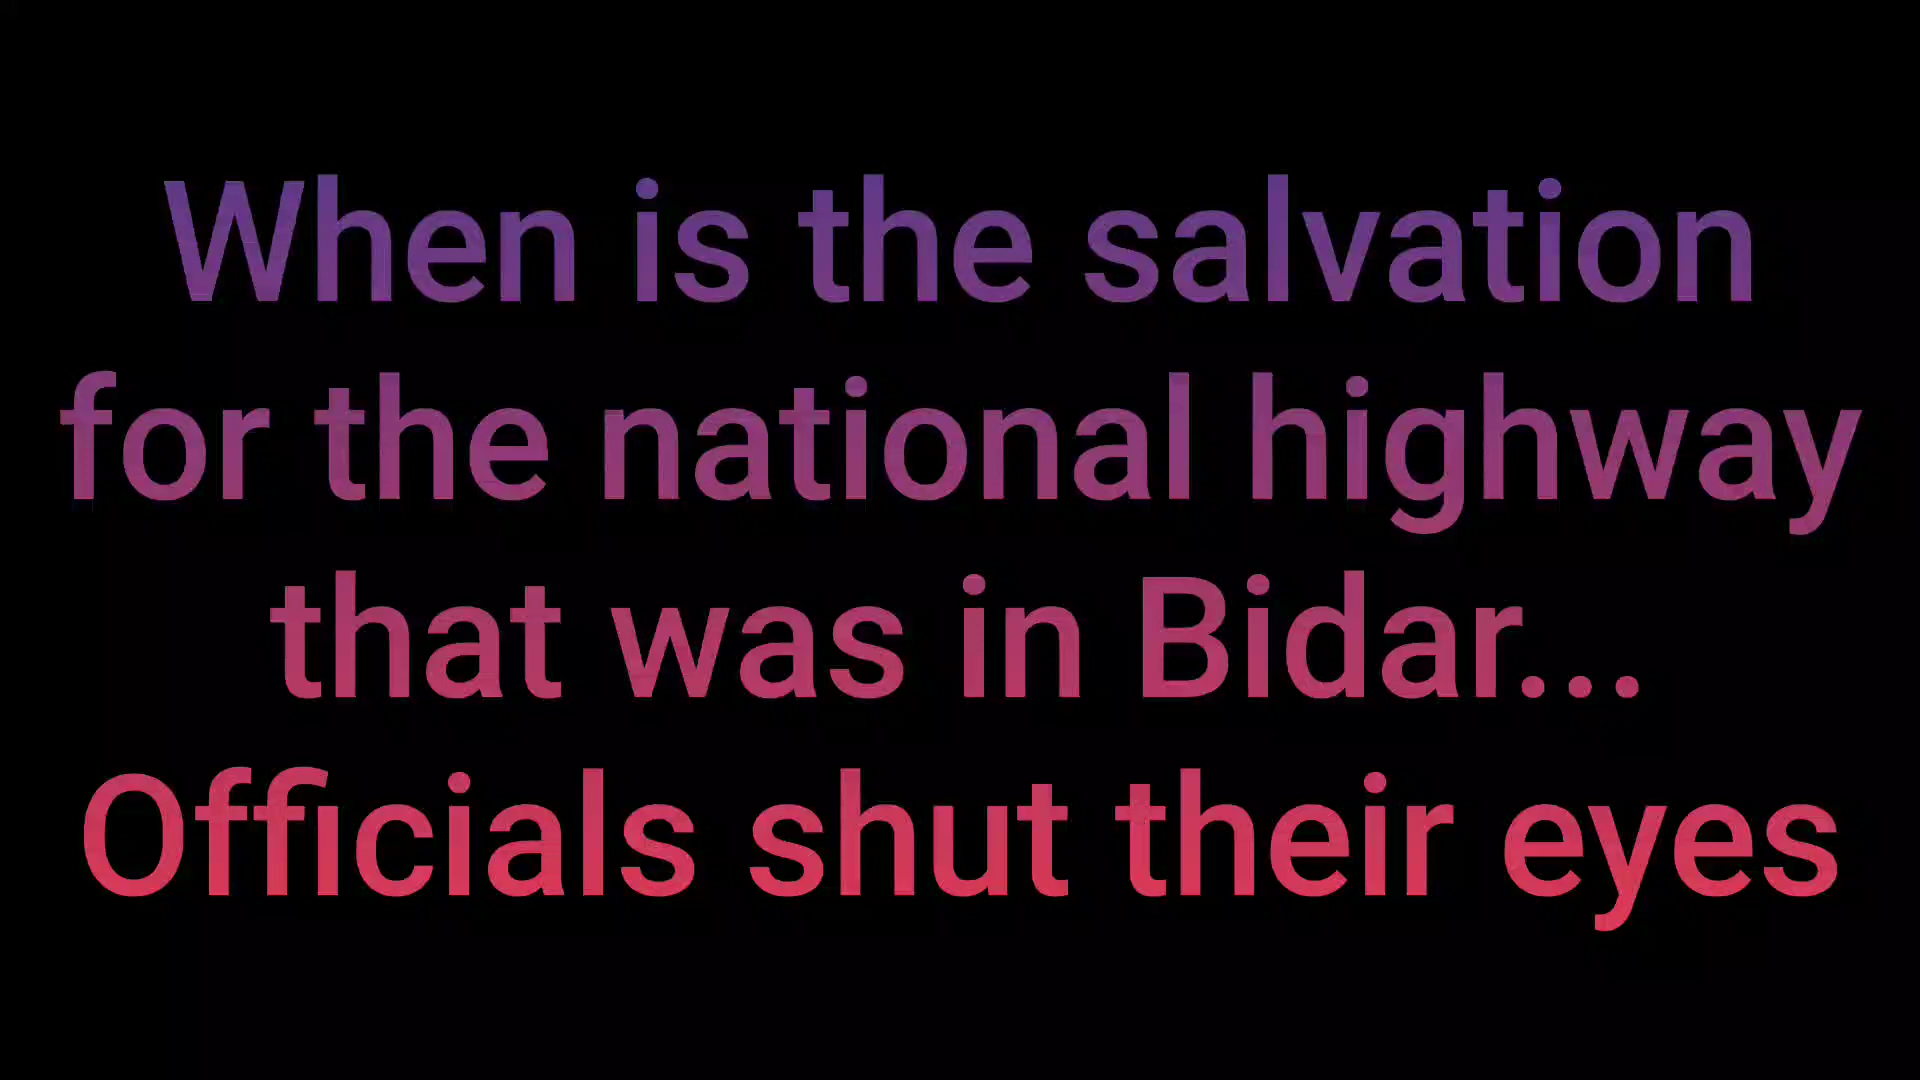 When is the salvation
for the national highway
that was in Bidar...
Officials shut their eyes